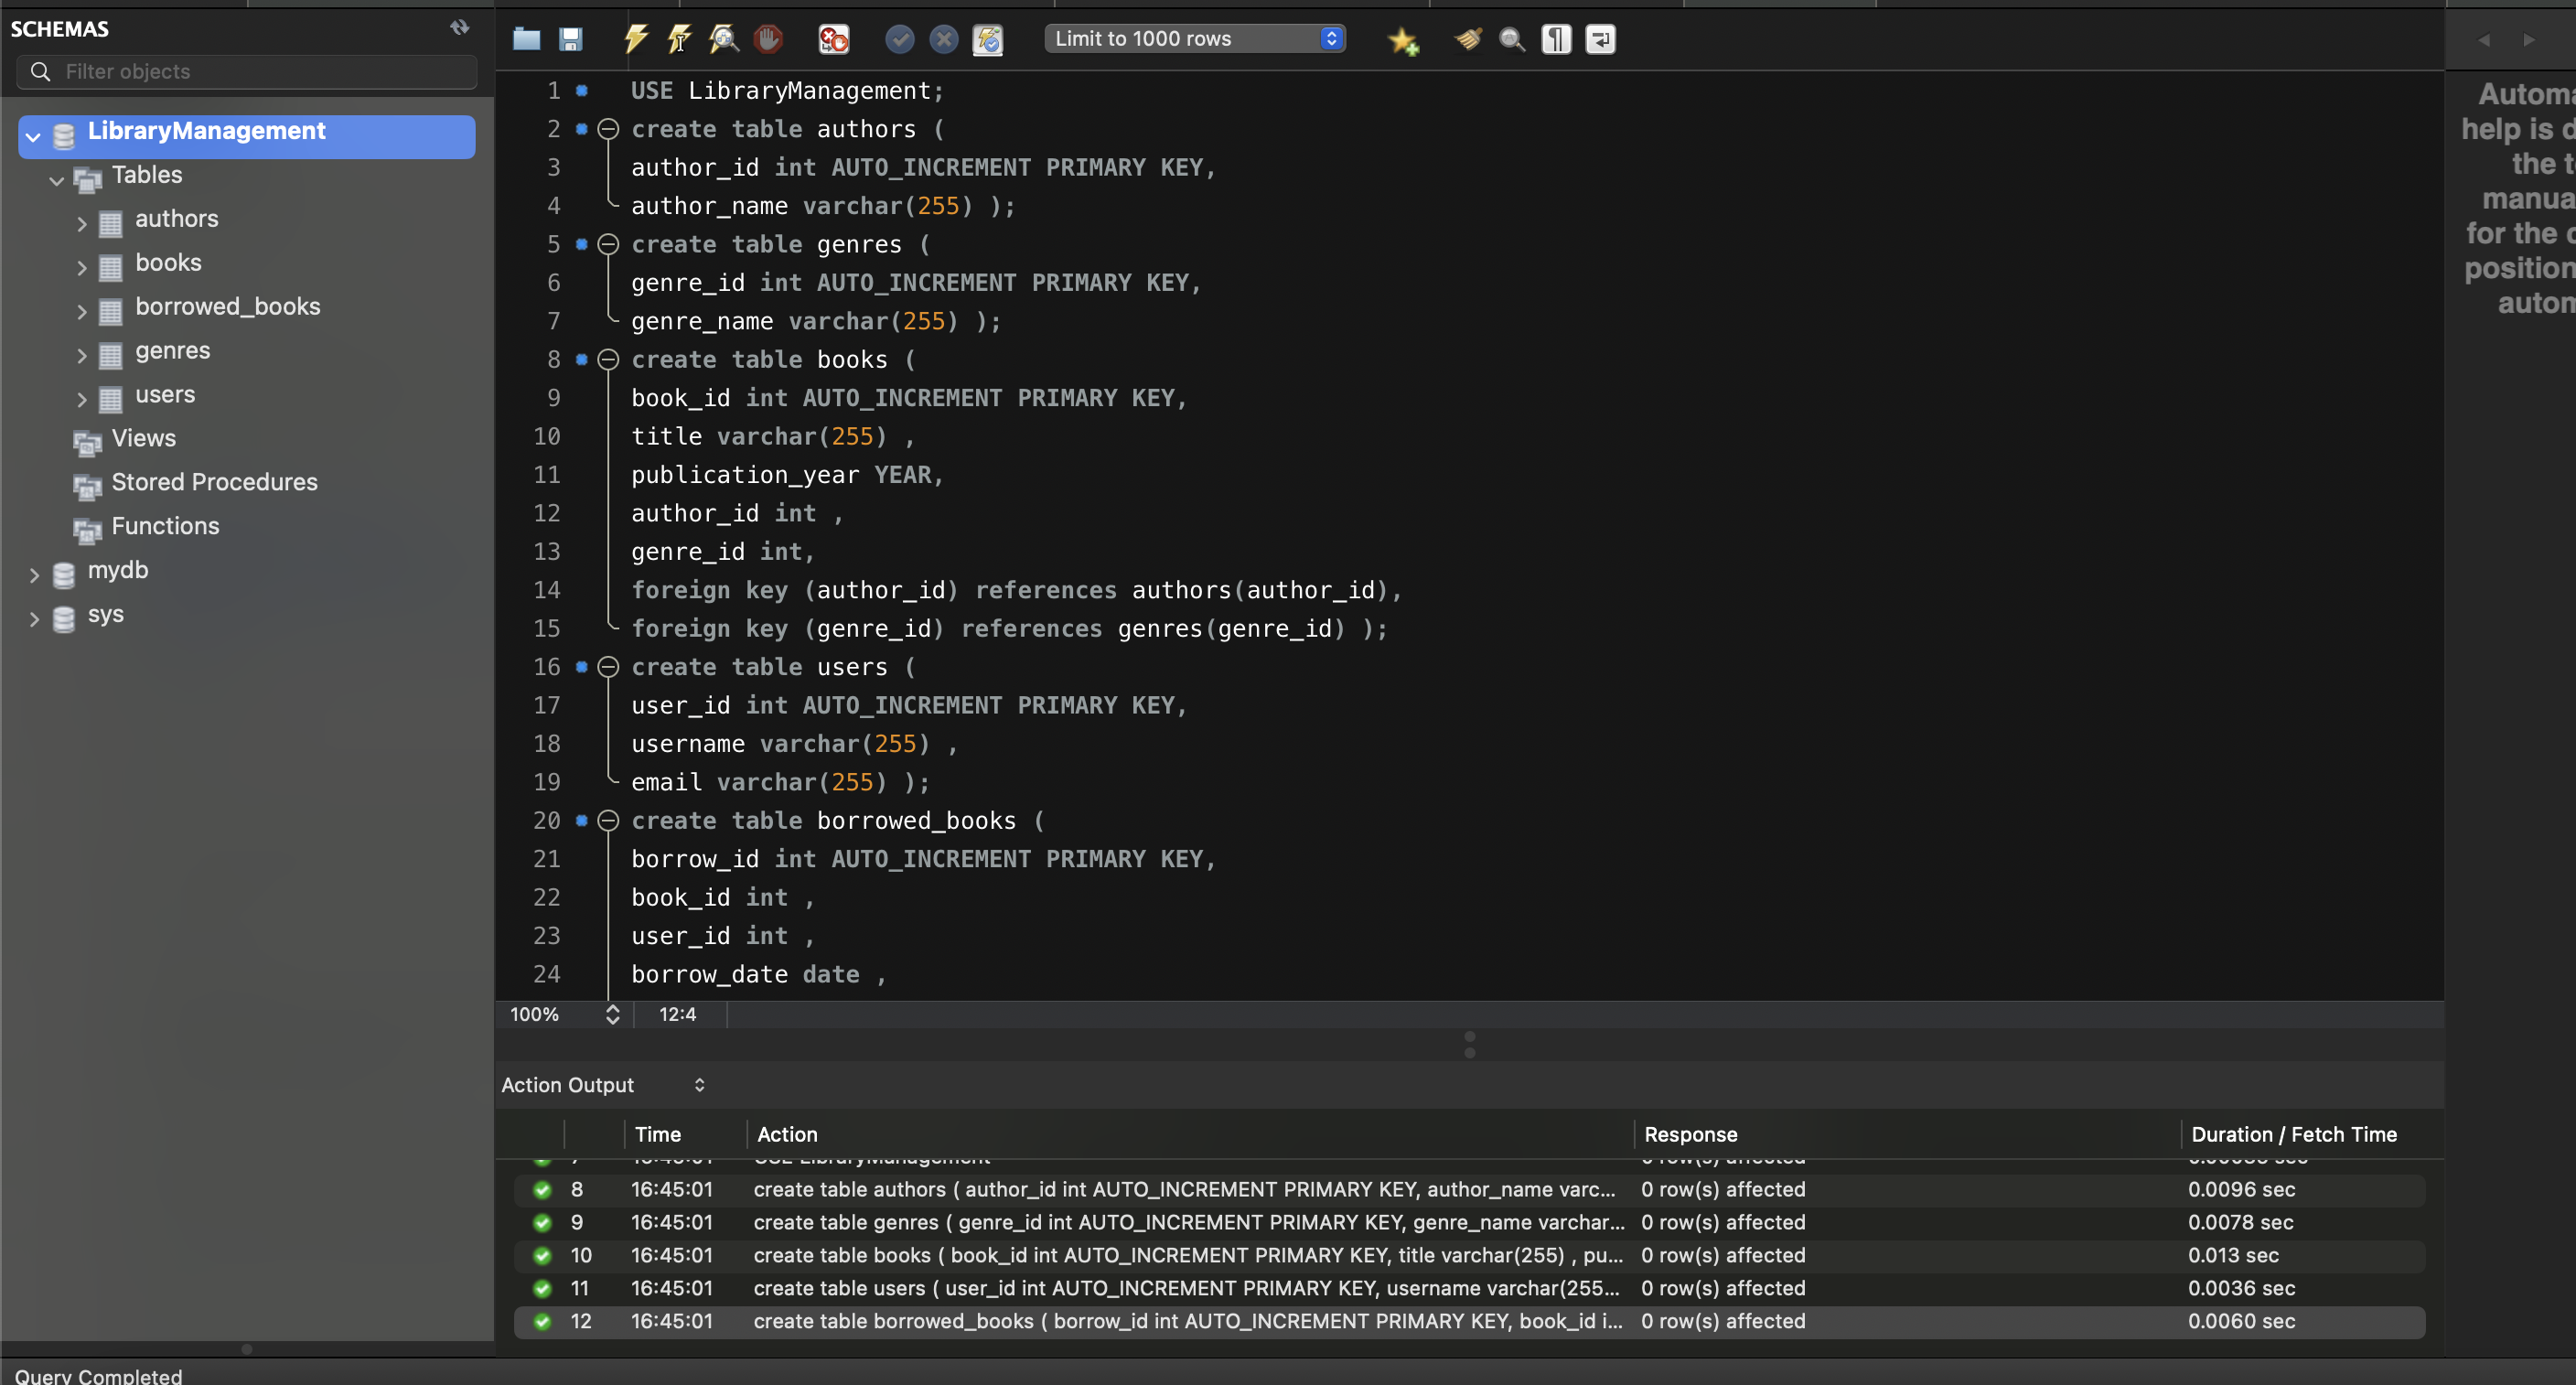 SCHEMAS
Filter objects
LibraryManagement
Tables
authors
books
borrowed_books
genres
users
Views
Stored Procedures
Functions
mydb
sys
Limit to 1000 rows
1 USE LibraryManagement;
2 create table authors (
3 author_id int AUTO_INCREMENT PRIMARY KEY,
4 author_name varchar(255) );
5 create table genres (
6 genre_id int AUTO_INCREMENT PRIMARY KEY,
7 genre_name varchar(255) );
8 create table books (
9 book_id int AUTO_INCREMENT PRIMARY KEY,
10 title varchar(255) ,
11 publication_year YEAR,
12 author_id int ,
13 genre_id int,
14 foreign key (author_id) references authors(author_id),
15 foreign key (genre_id) references genres(genre_id) );
16 create table users (
17 user_id int AUTO_INCREMENT PRIMARY KEY,
18 username varchar(255) ,
19 email varchar(255) );
20 create table borrowed_books (
21 borrow_id int AUTO_INCREMENT PRIMARY KEY,
22 book_id int ,
23 user_id int ,
24 borrow_date date ,
100% 12:4
Automa
help is d
the t
manua
for the c
position
autom
Action Output
Time Action Response Duration / Fetch Time
8 16:45:01 create table authors ( author_id int AUTO_INCREMENT PRIMARY KEY, author_name varc... 0 row(s) affected 0.0096 sec
9 16:45:01 create table genres ( genre_id int AUTO_INCREMENT PRIMARY KEY, genre_name varchar... 0 row(s) affected 0.0078 sec
10 16:45:01 create table books ( book_id int AUTO_INCREMENT PRIMARY KEY, title varchar(255) , pu... 0 row(s) affected 0.013 sec
11 16:45:01 create table users ( user_id int AUTO_INCREMENT PRIMARY KEY, username varchar(255... 0 row(s) affected 0.0036 sec
12 16:45:01 create table borrowed_books ( borrow_id int AUTO_INCREMENT PRIMARY KEY, book_id i... 0 row(s) affected 0.0060 sec
Query Completed